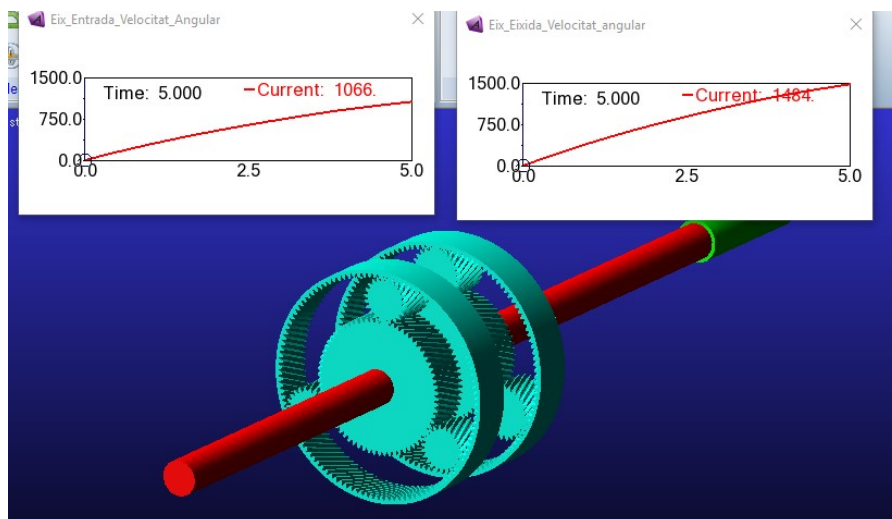 Eix_Entrada_Velocitat_Angular
1500.0
Time: 5.000
Current: 1066.
750.0
0.0
0.0
2.5
5.0
Eix_Eixida_Velocitat_angular
1500.0
Time: 5.000
Current: 1484.
750.0
0.0
0.0
2.5
5.0